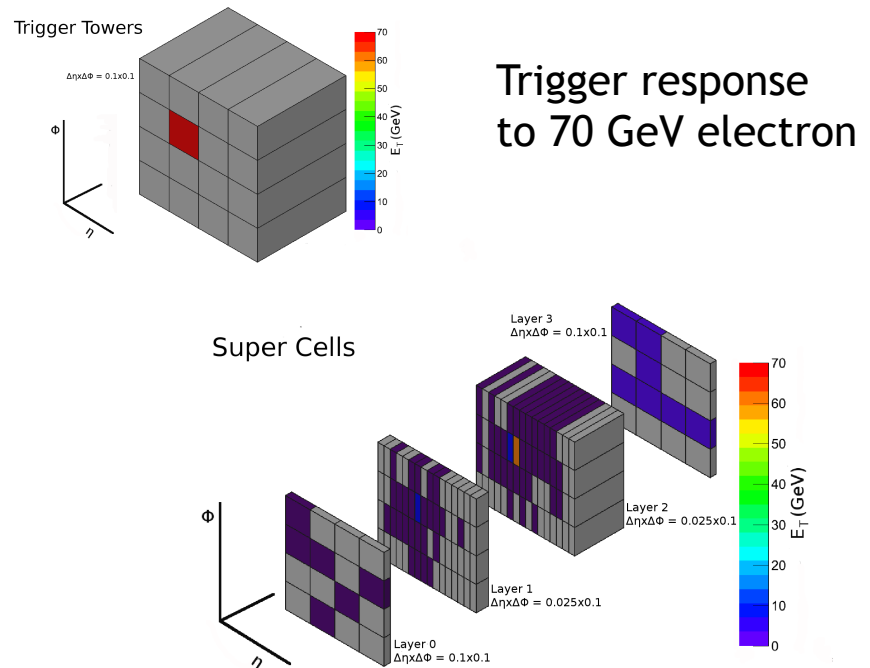 Trigger Towers
ΔηxΔΦ = 0.1x0.1
Φ
η
70
60
50
40
30
20
10
0
E_T (GeV)
Trigger response
to 70 GeV electron
Super Cells
Layer 3
ΔηxΔΦ = 0.1x0.1
Layer 2
ΔηxΔΦ = 0.025x0.1
Layer 1
ΔηxΔΦ = 0.025x0.1
Layer 0
ΔηxΔΦ = 0.1x0.1
Φ
η
70
60
50
40
30
20
10
0
E_T (GeV)